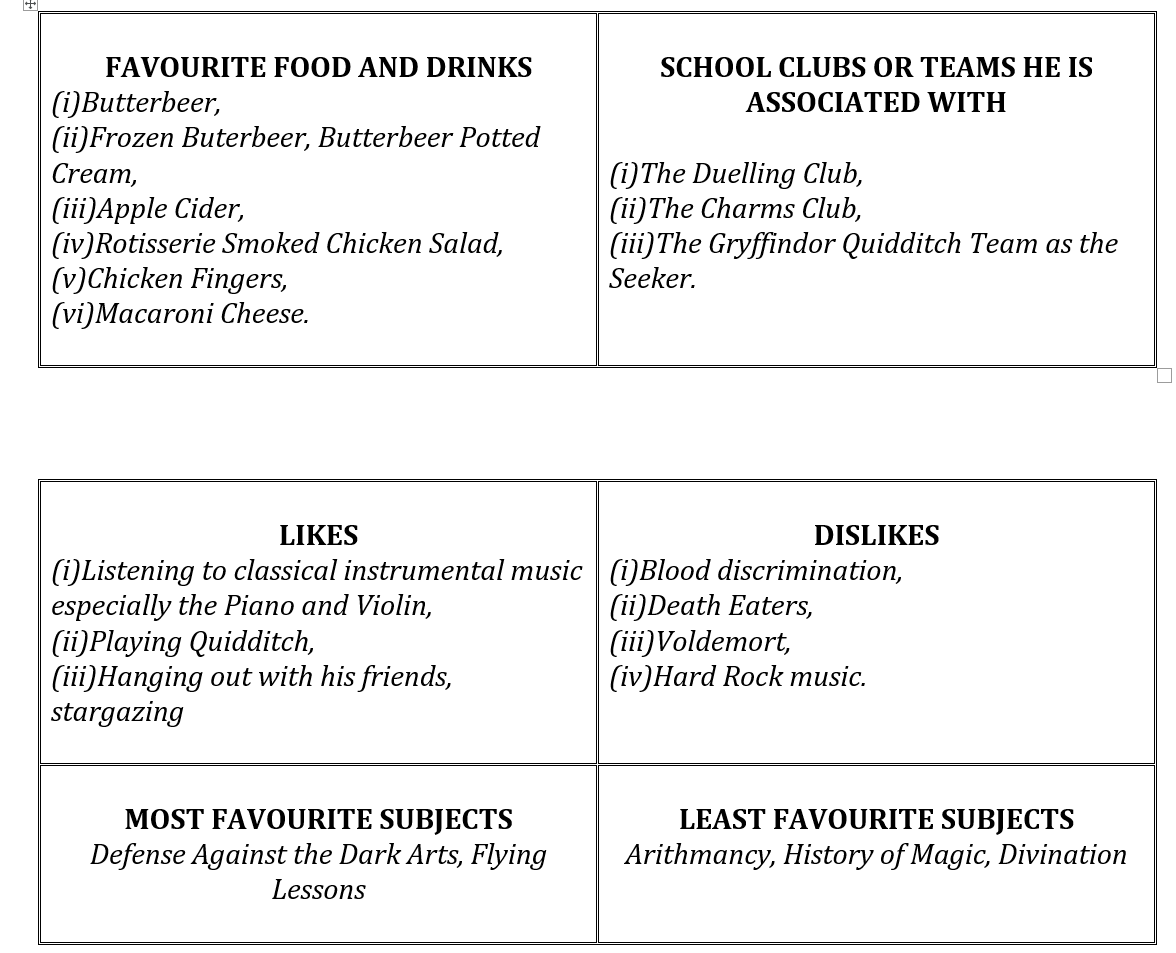 FAVOURITE FOOD AND DRINKS
(i)Butterbeer,
(ii)Frozen Buterbeer, Butterbeer Potted
Cream,
(iii)Apple Cider,
(iv)Rotisserie Smoked Chicken Salad,
(v)Chicken Fingers,
(vi)Macaroni Cheese.
SCHOOL CLUBS OR TEAMS HE IS
ASSOCIATED WITH
(i)The Duelling Club,
(ii)The Charms Club,
(iii)The Gryffindor Quidditch Team as the
Seeker.
LIKES
(i)Listening to classical instrumental music
especially the Piano and Violin,
(ii)Playing Quidditch,
(iii)Hanging out with his friends,
stargazing
DISLIKES
(i)Blood discrimination,
(ii)Death Eaters,
(iii)Voldemort,
(iv)Hard Rock music.
MOST FAVOURITE SUBJECTS
Defense Against the Dark Arts, Flying
Lessons
LEAST FAVOURITE SUBJECTS
Arithmancy, History of Magic, Divination